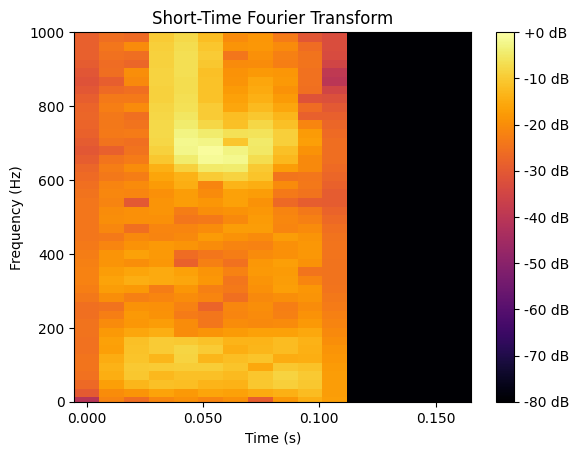 Short-Time Fourier Transform
1000
800
600
400
200
0
Frequency (Hz)
0.000
0.050
0.100
0.150
Time (s)
+0 dB
-10 dB
-20 dB
-30 dB
-40 dB
-50 dB
-60 dB
-70 dB
-80 dB